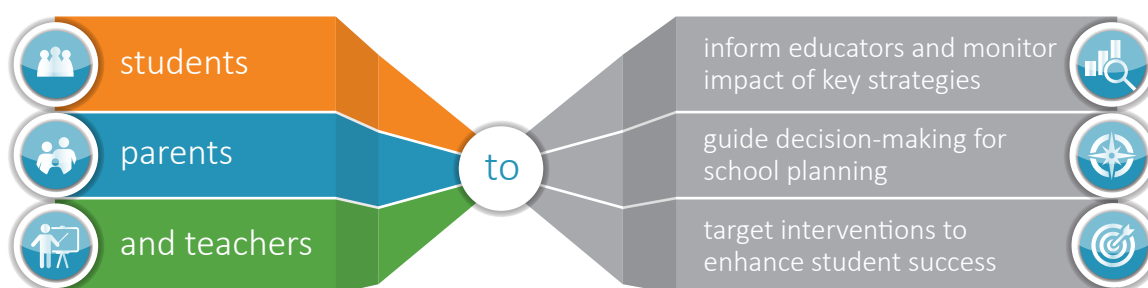 students
parents
and teachers
to
inform educators and monitor
impact of key strategies
guide decision-making for
school planning
target interventions to
enhance student success